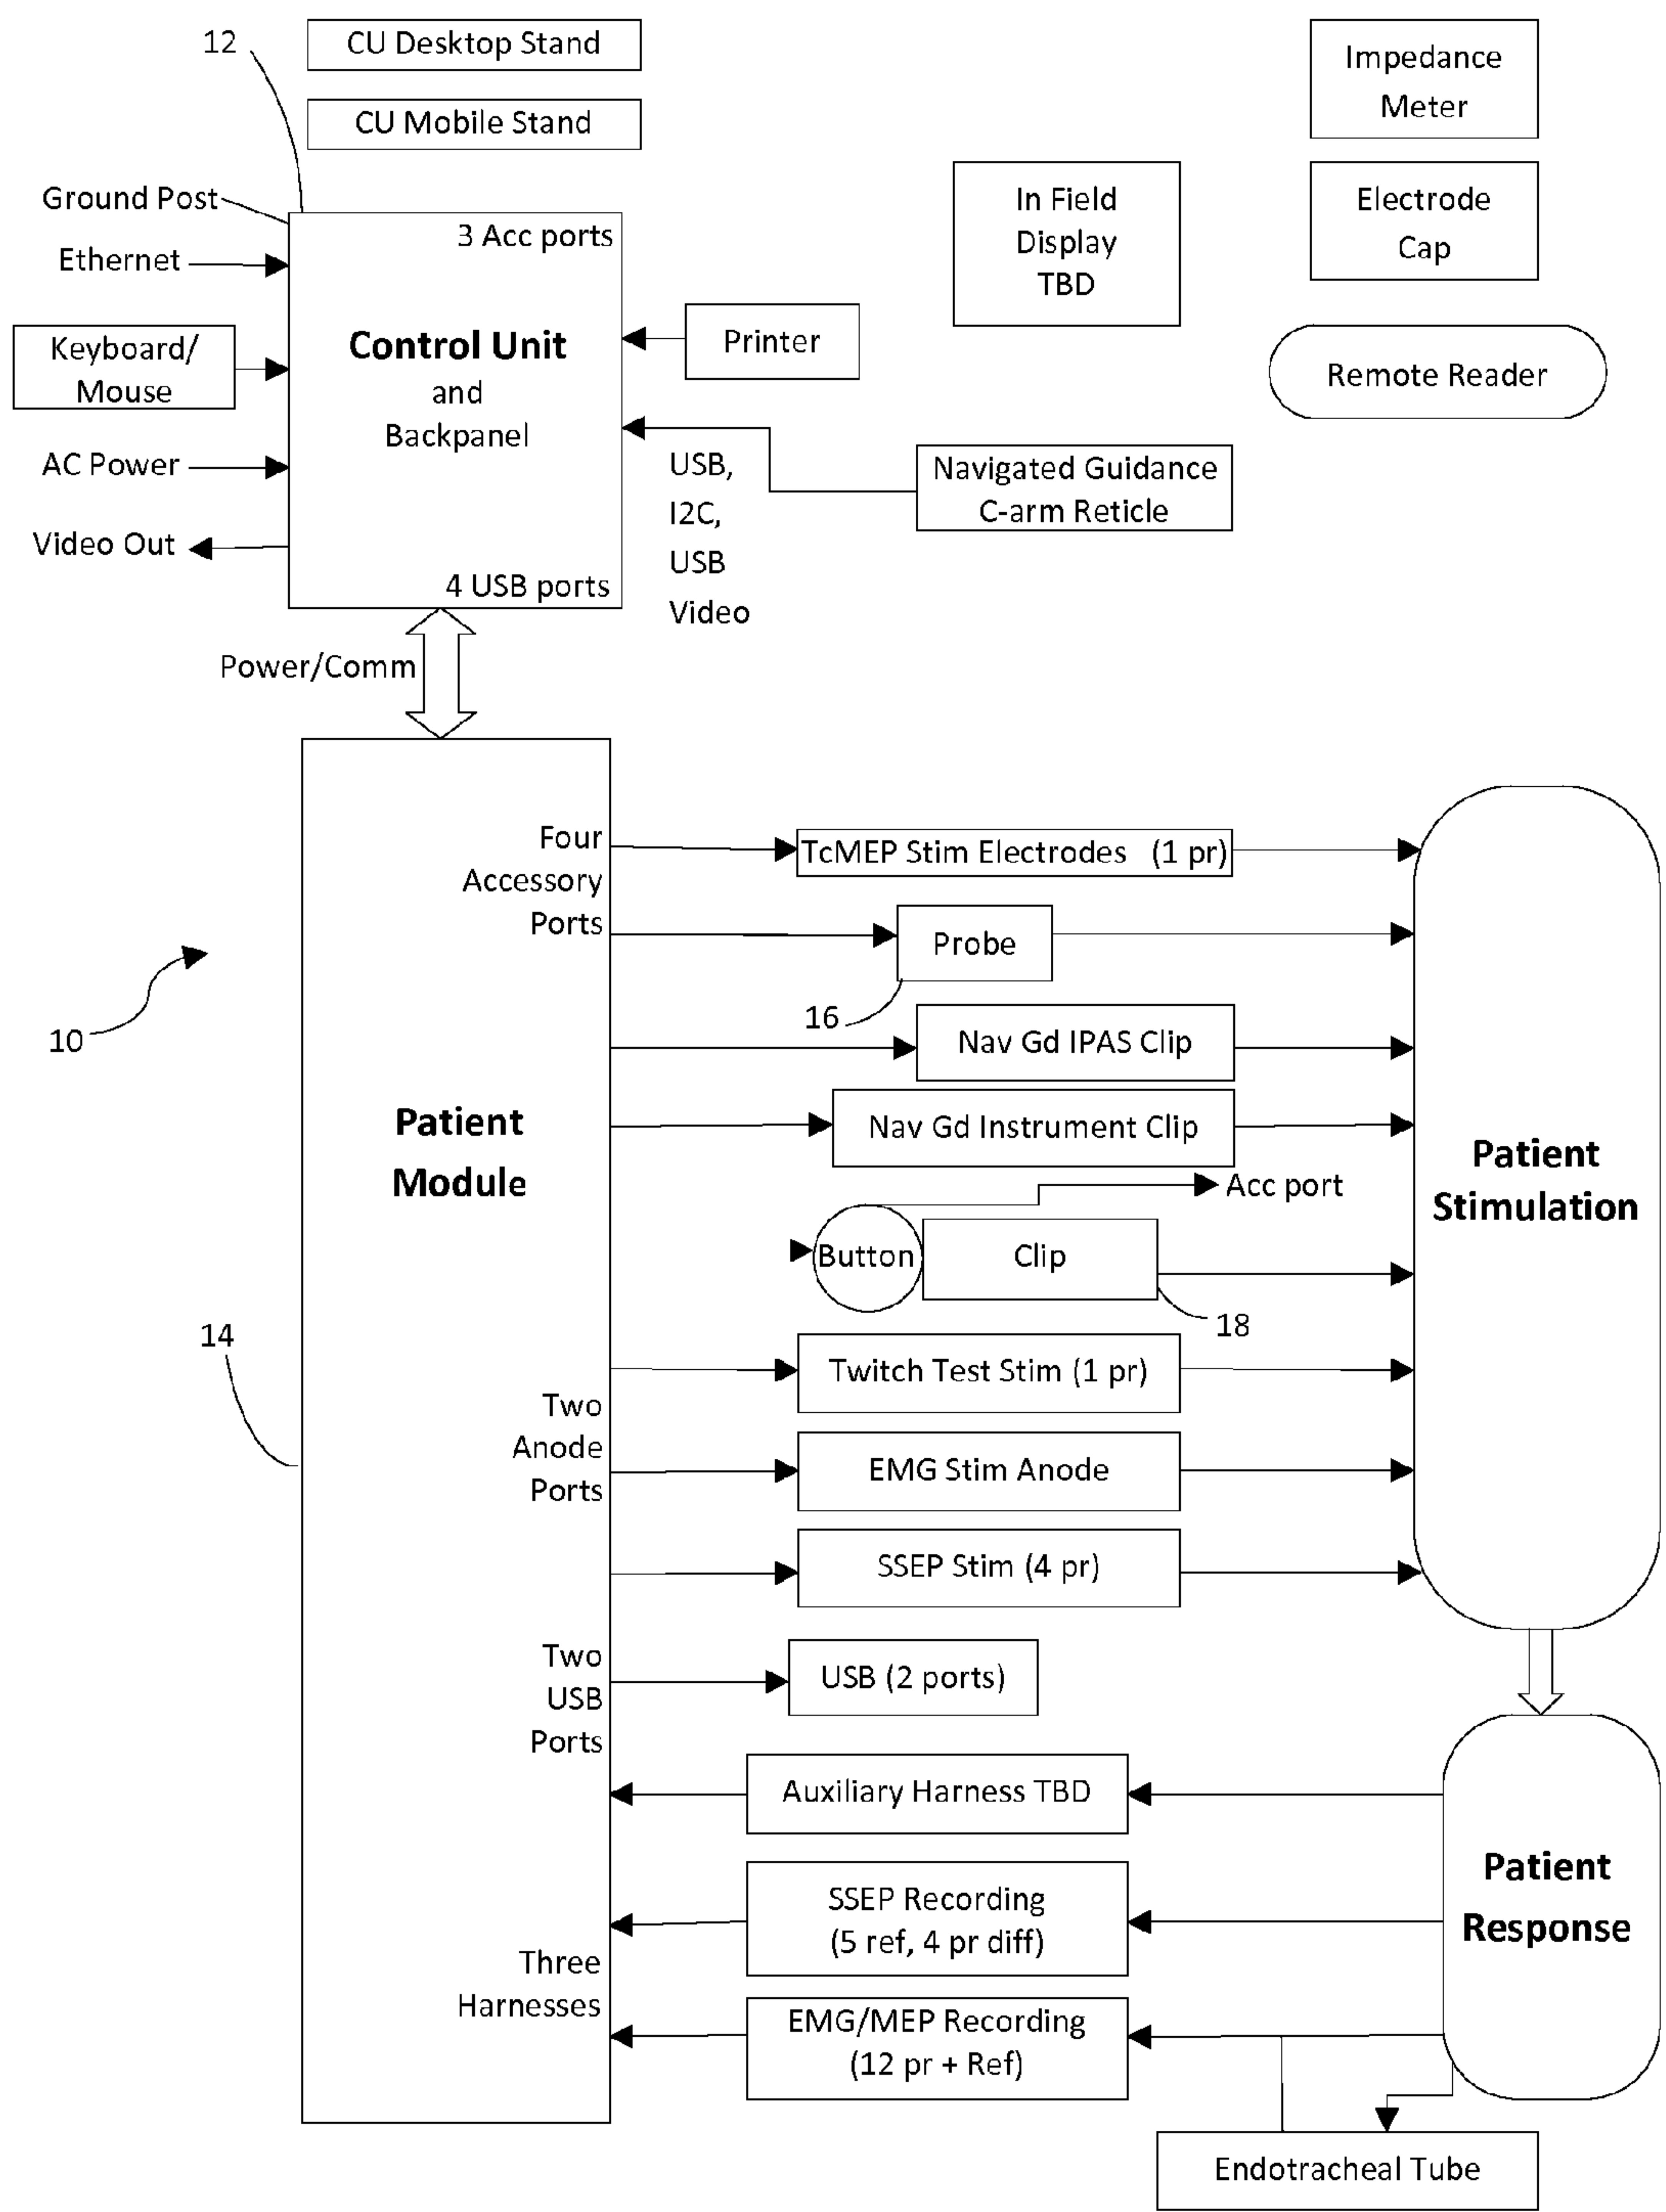 12
CU Desktop Stand
CU Mobile Stand
Impedance
Meter
Electrode
Cap
In Field
Display
TBD
Remote Reader
Ground Post
Ethernet
Keyboard/
Mouse
AC Power
Video Out
3 Acc ports
Control Unit
and
Backpanel
4 USB ports
Printer
USB,
I2C,
USB
Video
Navigated Guidance
C-arm Reticle
Power/Comm
10
14
Patient
Module
Four
Accessory
Ports
TcMEP Stim Electrodes (1 pr)
Probe
16
Nav Gd IPAS Clip
Nav Gd Instrument Clip
Acc port
Button
Clip
18
Patient
Stimulation
Two
Anode
Ports
Twitch Test Stim (1 pr)
EMG Stim Anode
SSEP Stim (4 pr)
Two
USB
Ports
USB (2 ports)
Auxiliary Harness TBD
SSEP Recording
(5 ref, 4 pr diff)
Three
Harnesses
EMG/MEP Recording
(12 pr + Ref)
Patient
Response
Endotracheal Tube